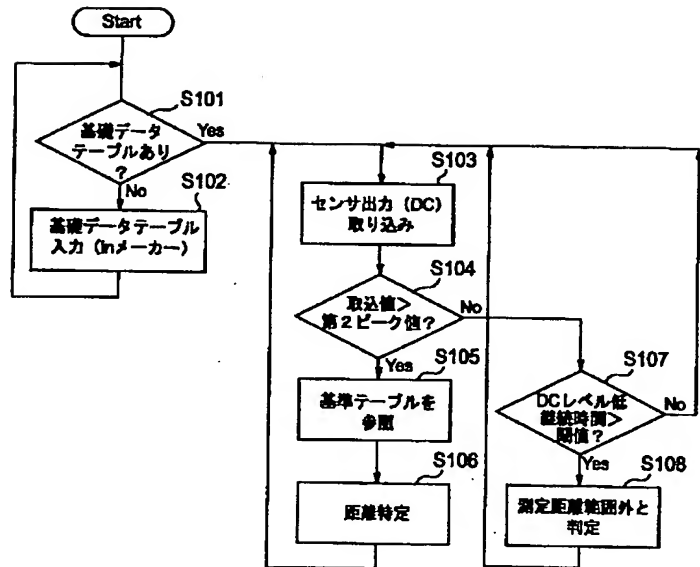 Start
S101
基礎データ
テーブルあり
?
Yes
No
S102
基礎データテーブル
入力（Inメーカー）
S103
センサ出力（DC）
取り込み
S104
取込値>
第2ピーク値?
No
Yes
S105
基準テーブルを
参照
S106
距離特定
S107
DCレベル低
継続時間>
閾値?
No
Yes
S108
測定距離範囲外と
判定